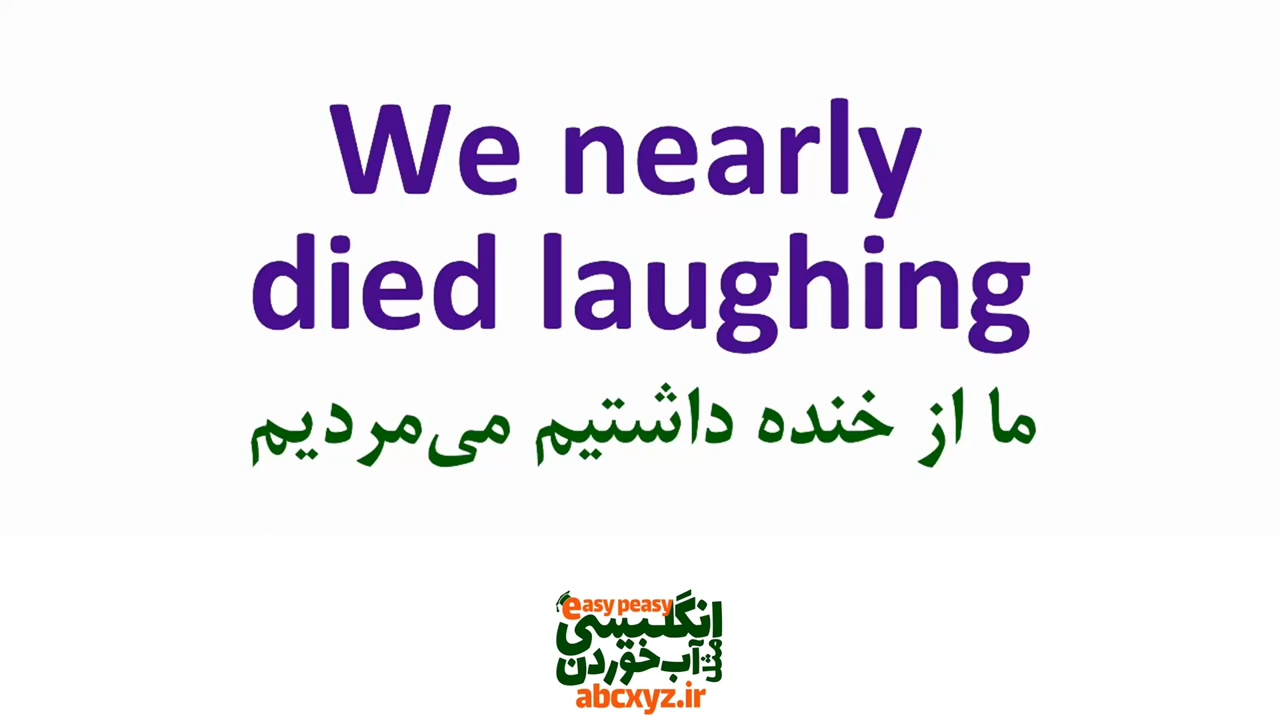 We nearly
died laughing
ما از خنده داشتیم می‌مردیم
easy peasy
انگلیسی
مثل
آب خوردن
abcxyz.ir